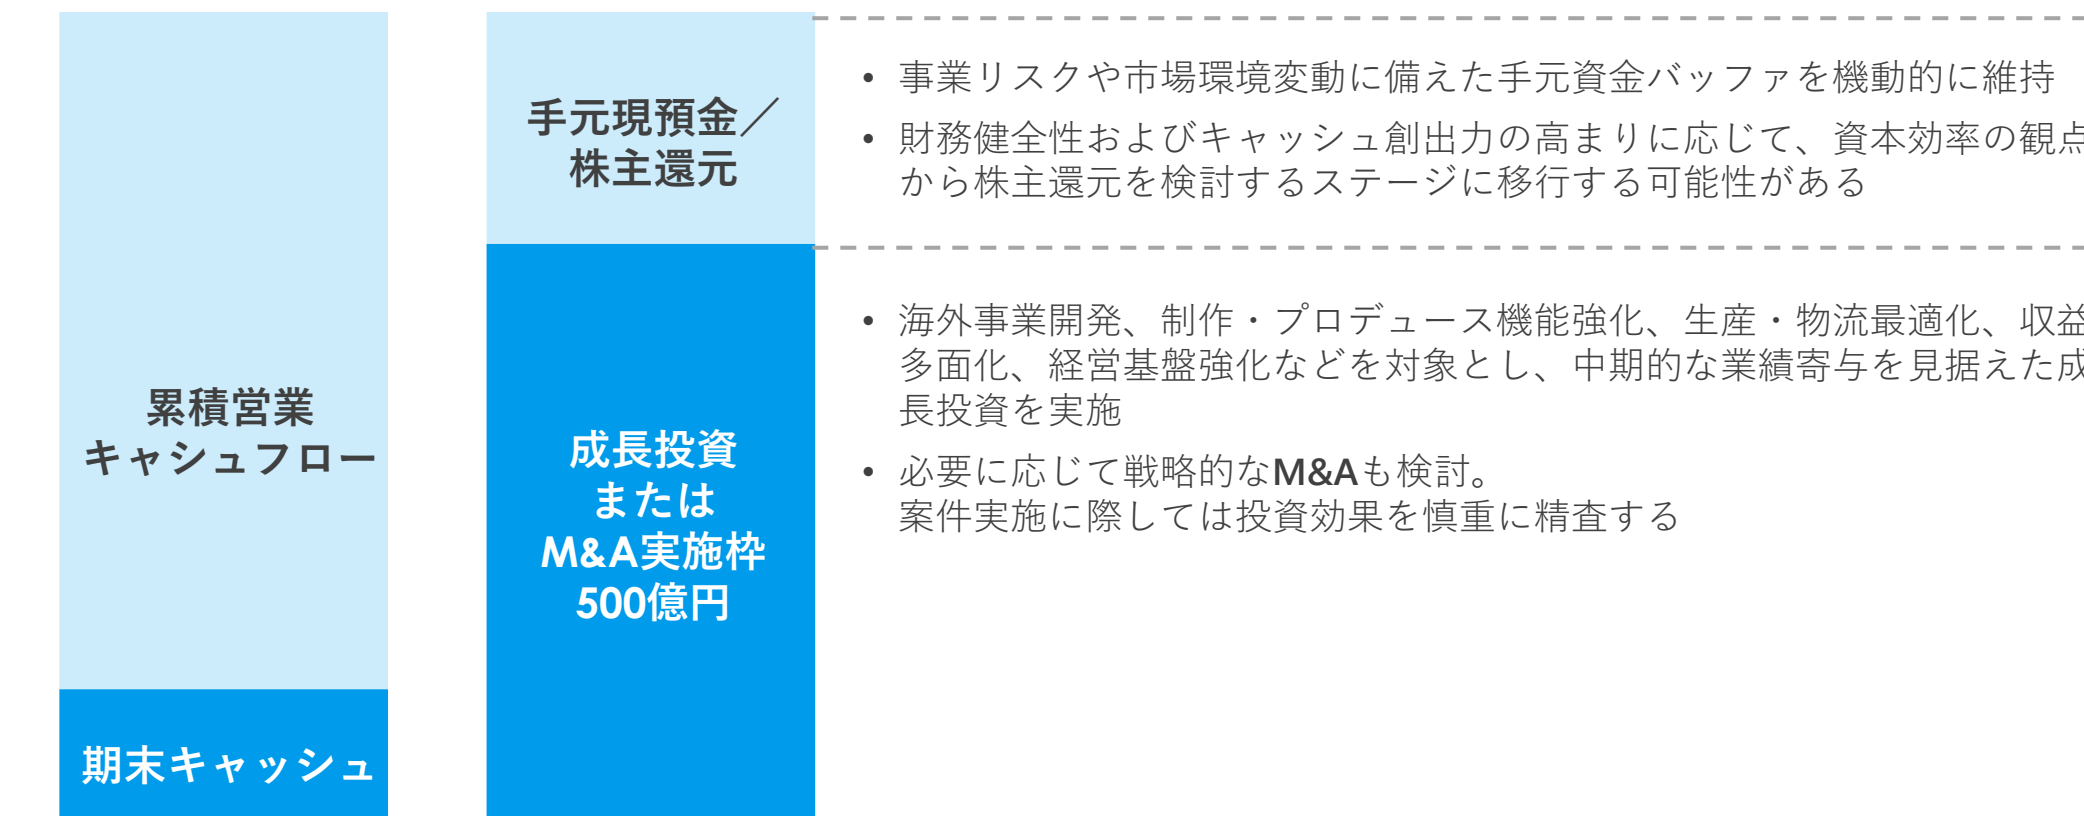 累積営業
キャシュフロー
期末キャッシュ
手元現預金／
株主還元
成長投資
または
M&A実施枠
500億円
• 事業リスクや市場環境変動に備えた手元資金バッファを機動的に維持
• 財務健全性およびキャッシュ創出力の高まりに応じて、資本効率の観点
から株主還元を検討するステージに移行する可能性がある
• 海外事業開発、制作・プロデュース機能強化、生産・物流最適化、収益
多面化、経営基盤強化などを対象とし、中期的な業績寄与を見据えた成
長投資を実施
• 必要に応じて戦略的なM&Aも検討。
案件実施に際しては投資効果を慎重に精査する